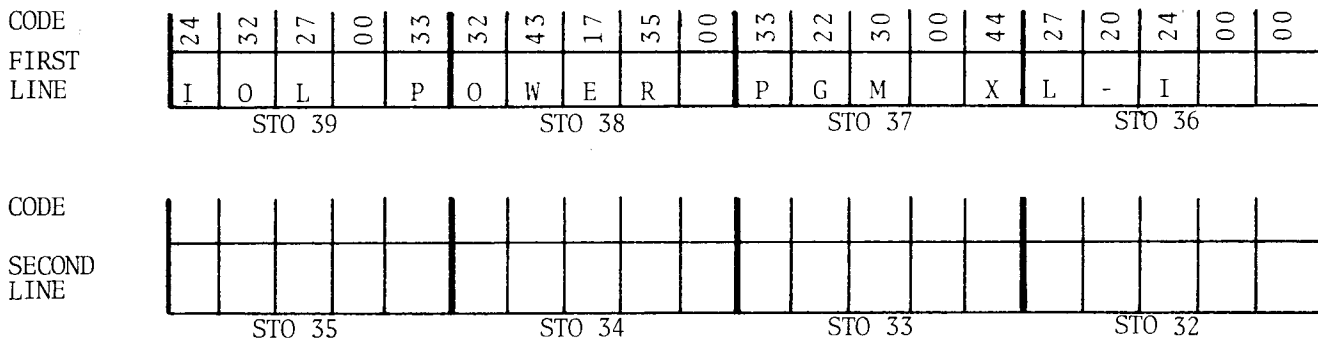 CODE 24 32 27 00 33 32 43 17 35 00 33 22 30 00 44 27 20 24 00 00
FIRST
LINE I O L P O W E R P G M X L - I
STO 39 STO 38 STO 37 STO 36
CODE
SECOND
LINE
STO 35 STO 34 STO 33 STO 32